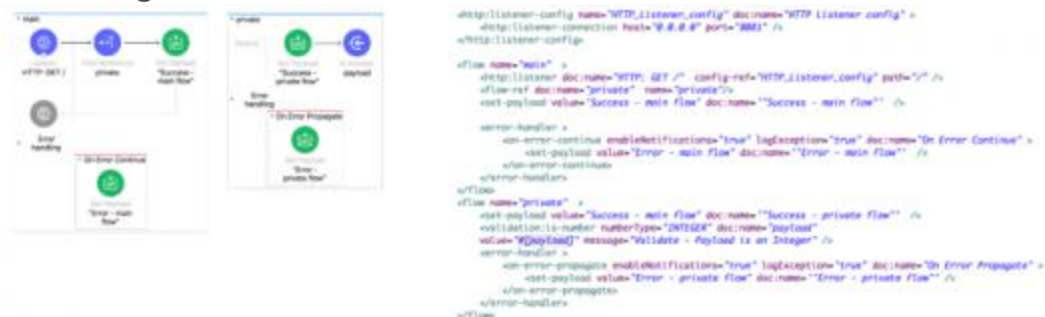 main
HTTP: GET /
private
"Success -
main flow"
Error
handling
On Error Continue
"Error - main
flow"
private
"Success -
private flow"
payload
Error
handling
On Error Propagate
"Error -
private flow"
<http:listener-config name="HTTP_Listener_config" doc:name="HTTP Listener config" >
<http:listener-connection host="0.0.0.0" port="8081" />
</http:listener-config>
<flow name="main" >
<http:listener doc:name="HTTP: GET /" config-ref="HTTP_Listener_config" path="/" />
<flow-ref doc:name="private" name="private"/>
<set-payload value="Success - main flow" doc:name='"Success - main flow"' />
<error-handler >
<on-error-continue enableNotifications="true" logException="true" doc:name="On Error Continue" >
<set-payload value="Error - main flow" doc:name='"Error - main flow"' />
</on-error-continue>
</error-handler>
</flow>
<flow name="private" >
<set-payload value="Success - main flow" doc:name='"Success - private flow"' />
<validation:is-number numberType="INTEGER" doc:name="payload"
value="#[payload]" message="Validate - Payload is an Integer" />
<error-handler >
<on-error-propagate enableNotifications="true" logException="true" doc:name="On Error Propagate" >
<set-payload value="Error - private flow" doc:name='"Error - private flow"' />
</on-error-propagate>
</error-handler>
</flow>